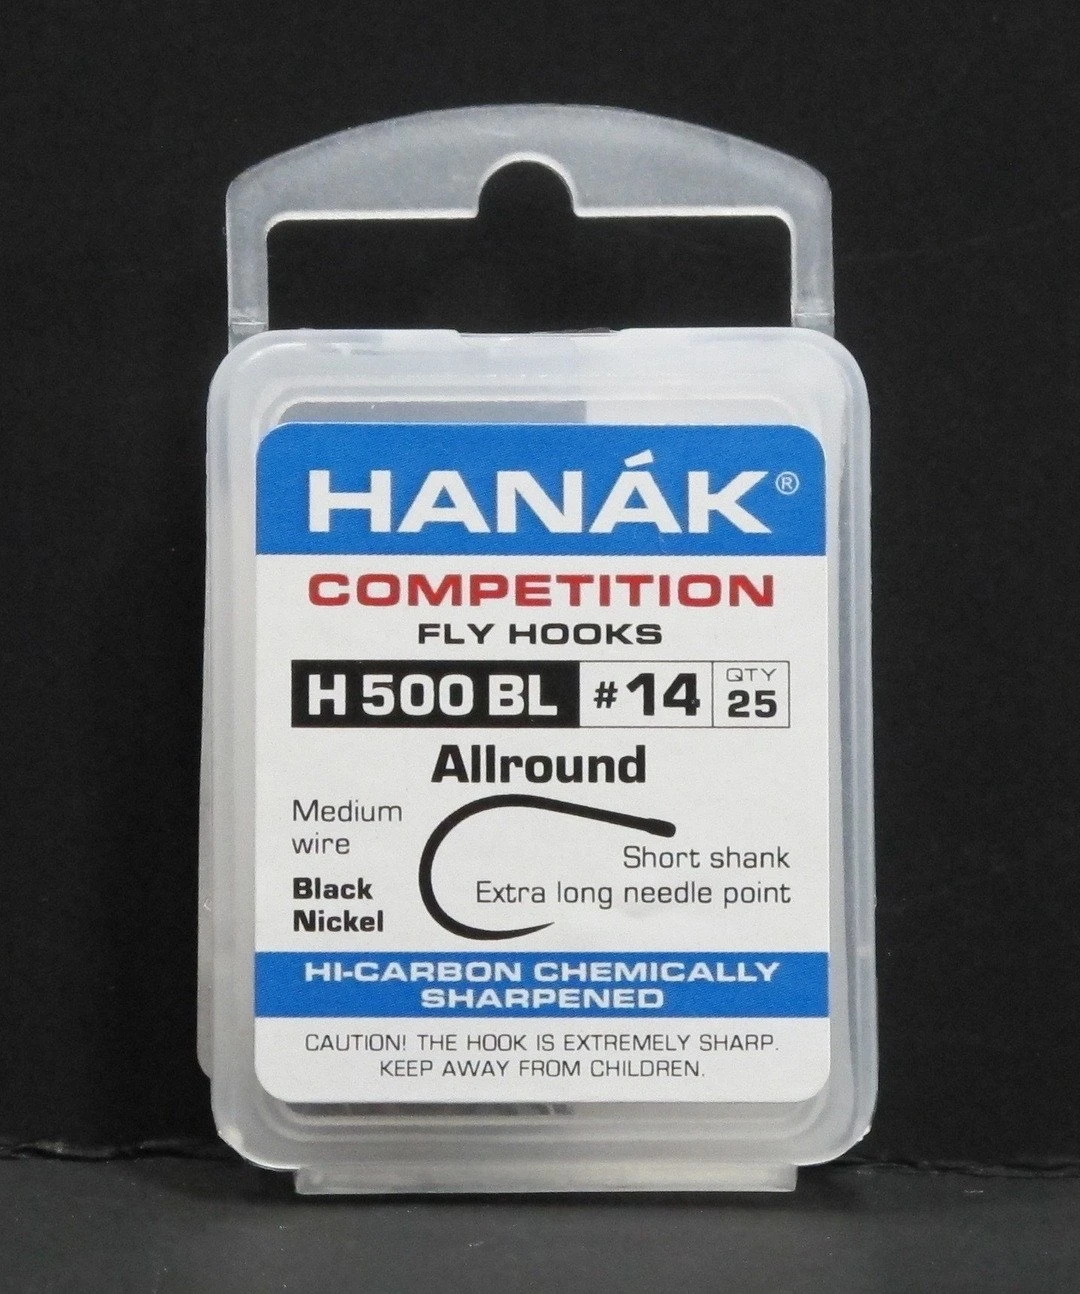 HANÁK®
COMPETITION
FLY HOOKS
H 500 BL #14 QTY 25
Allround
Medium
wire
Black
Nickel
Short shank
Extra long needle point
HI-CARBON CHEMICALLY
SHARPENED
CAUTION! THE HOOK IS EXTREMELY SHARP.
KEEP AWAY FROM CHILDREN.